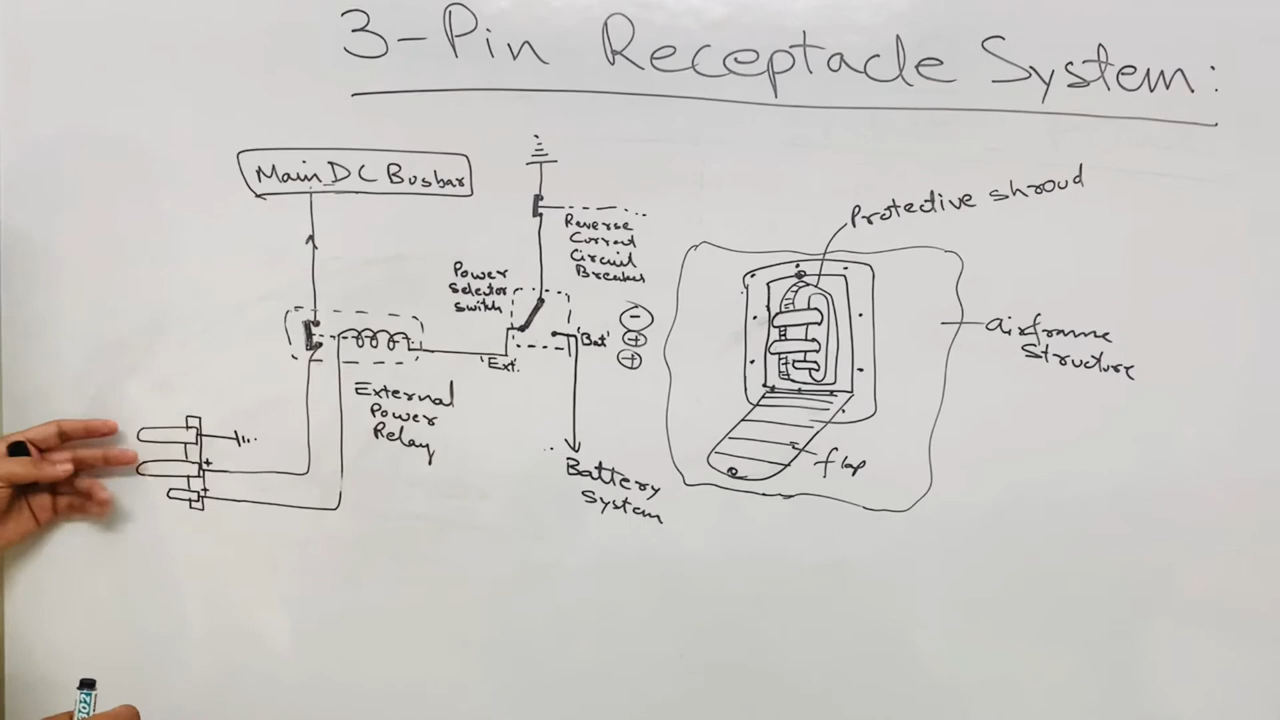 3-Pin Receptacle System:
Main DC Busbar
Reverse
Current
Circuit
Breaker
Power
Selector
Switch
'Ext.'
'Bat'
-
+
+
External
Power
Relay
+
+
Battery
System
Protective shroud
airframe
Structure
flap
302